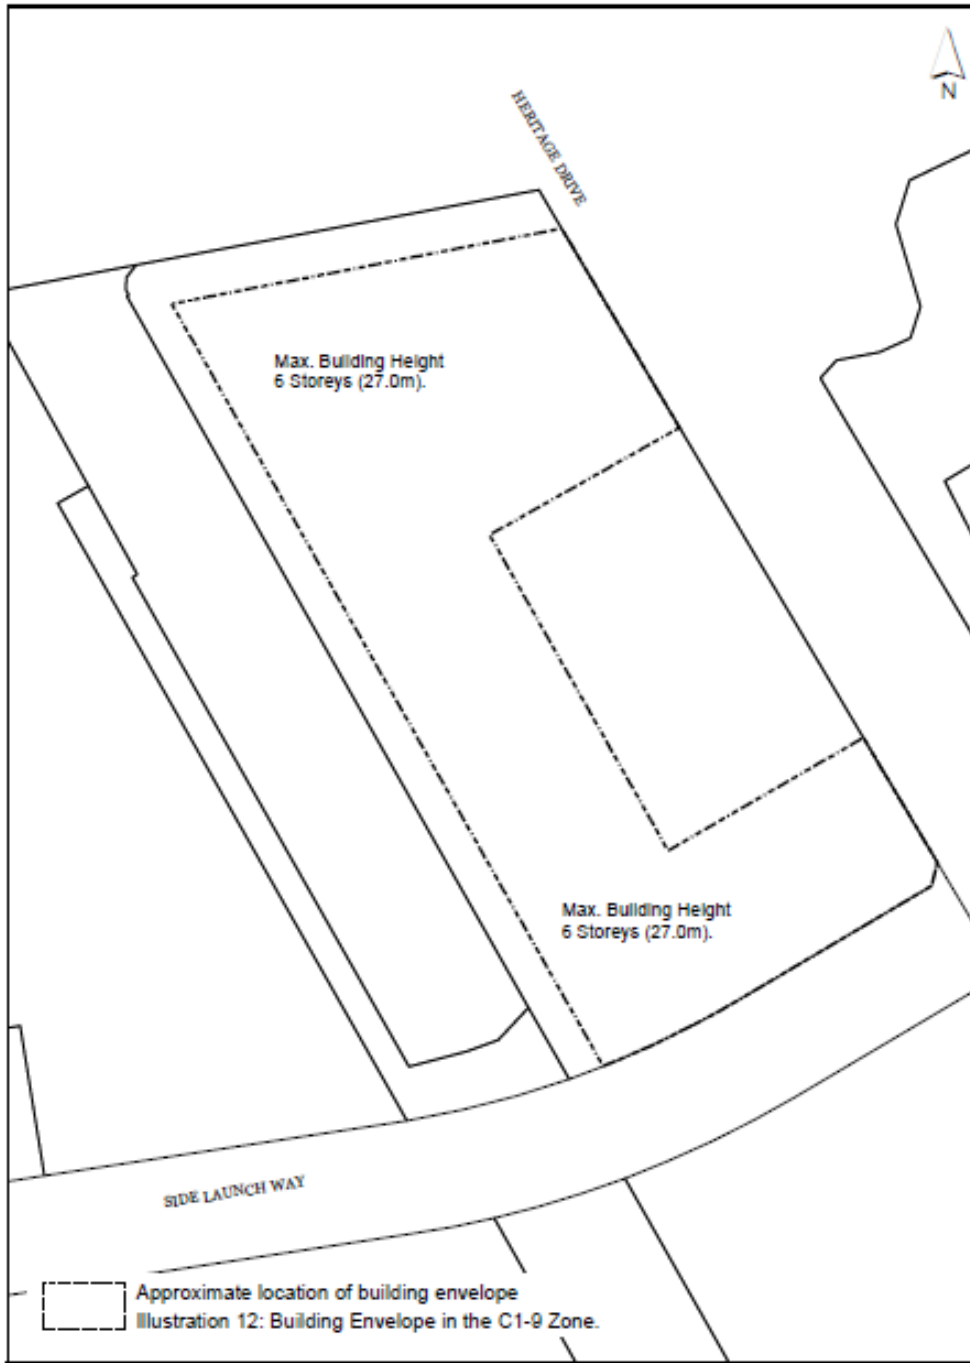 N
HERITAGE DRIVE
Max. Building Height
6 Storeys (27.0m).
Max. Building Height
6 Storeys (27.0m).
SIDE LAUNCH WAY
Approximate location of building envelope
Illustration 12: Building Envelope in the C1-9 Zone.